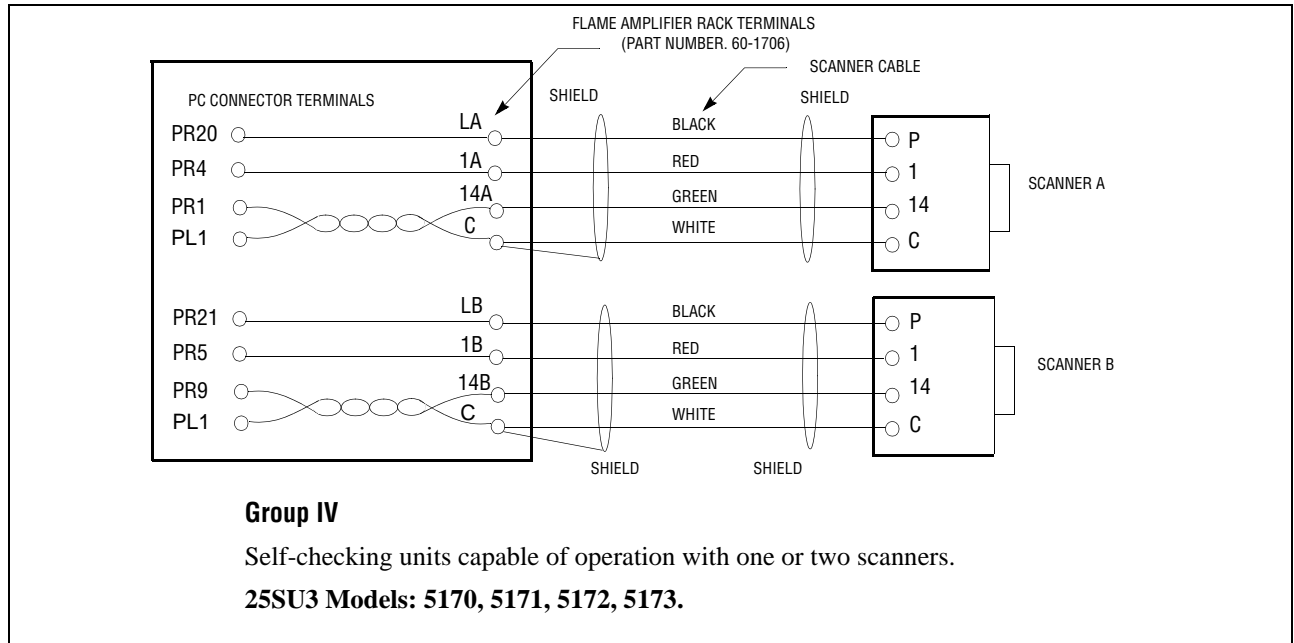 FLAME AMPLIFIER RACK TERMINALS
(PART NUMBER. 60-1706)
SCANNER CABLE
PC CONNECTOR TERMINALS
SHIELD
SHIELD
PR20 LA BLACK P
PR4 1A RED 1
PR1 14A GREEN 14
PL1 C WHITE C
SCANNER A
PR21 LB BLACK P
PR5 1B RED 1
PR9 14B GREEN 14
PL1 C WHITE C
SCANNER B
SHIELD
SHIELD
Group IV
Self-checking units capable of operation with one or two scanners.
25SU3 Models: 5170, 5171, 5172, 5173.